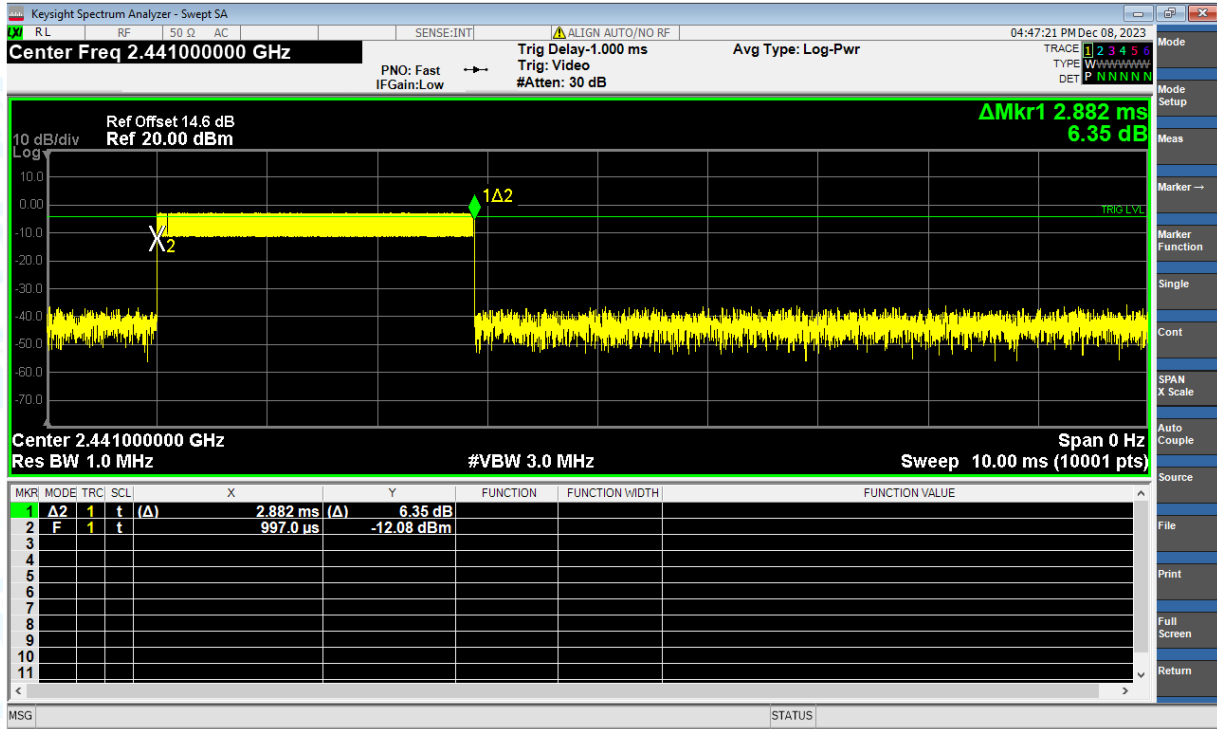 Keysight Spectrum Analyzer - Swept SA
LXI RL RF 50 Ω AC SENSE:INT ALIGN AUTO/NO RF 04:47:21 PM Dec 08, 2023
Center Freq 2.441000000 GHz
PNO: Fast
IFGain:Low
Trig Delay-1.000 ms
Trig: Video
#Atten: 30 dB
Avg Type: Log-Pwr
TRACE 1 2 3 4 5 6
TYPE WWWWWW
DET P N N N N N
ΔMkr1 2.882 ms
6.35 dB
Ref Offset 14.6 dB
10 dB/div Ref 20.00 dBm
Log
10.0
0.00
-10.0
-20.0
-30.0
-40.0
-50.0
-60.0
-70.0
1Δ2
TRIG LVL
2
Center 2.441000000 GHz Span 0 Hz
Res BW 1.0 MHz #VBW 3.0 MHz Sweep 10.00 ms (10001 pts)
MKR MODE TRC SCL X Y FUNCTION FUNCTION WIDTH FUNCTION VALUE
1 Δ2 1 t (Δ) 2.882 ms (Δ) 6.35 dB
2 F 1 t 997.0 µs -12.08 dBm
3
4
5
6
7
8
9
10
11
MSG STATUS
Mode
Mode
Setup
Meas
Marker →
Marker
Function
Single
Cont
SPAN
X Scale
Auto
Couple
Source
File
Print
Full
Screen
Return